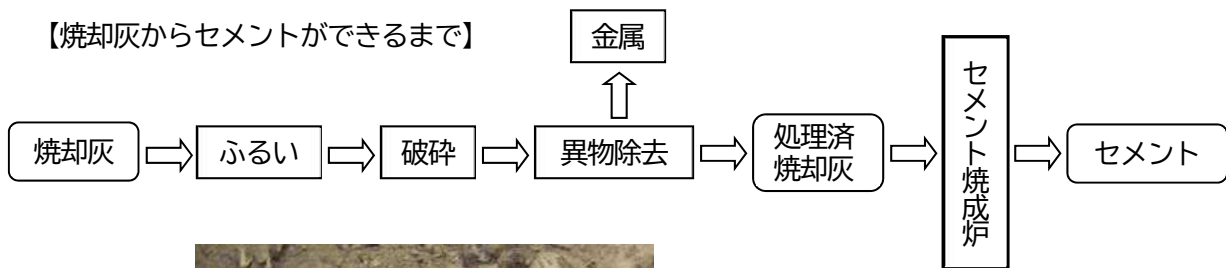 【焼却灰からセメントができるまで】
金属
焼却灰
ふるい
破砕
異物除去
処理済
焼却灰
セメント焼成炉
セメント